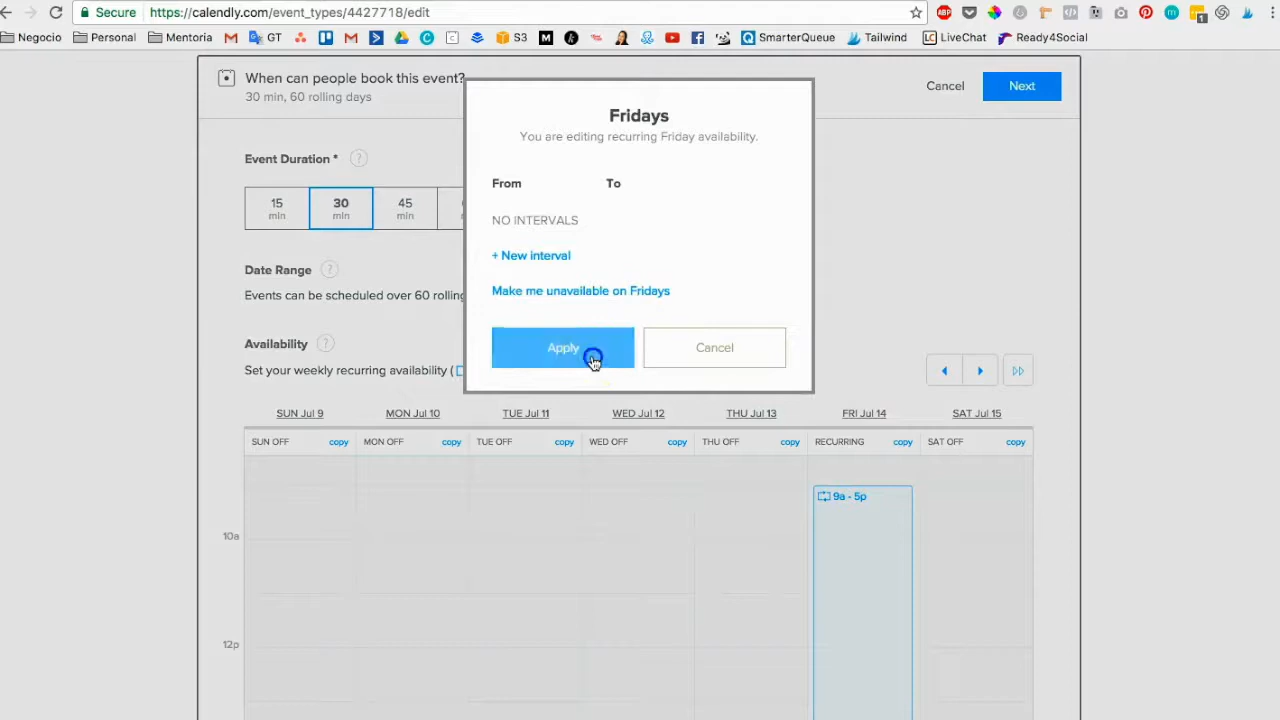 Secure https://calendly.com/event_types/4427718/edit
ABP
1
Negocio Personal Mentoria GT S3 SmarterQueue Tailwind LiveChat Ready4Social
When can people book this event?
30 min, 60 rolling days
Cancel
Next
Fridays
You are editing recurring Friday availability.
Event Duration * ?
From To
15 min
30 min
45 min
NO INTERVALS
+ New interval
Date Range ?
Events can be scheduled over 60 rolling
Make me unavailable on Fridays
Availability ?
Apply
Cancel
Set your weekly recurring availability (
SUN Jul 9 MON Jul 10 TUE Jul 11 WED Jul 12 THU Jul 13 FRI Jul 14 SAT Jul 15
SUN OFF copy MON OFF copy TUE OFF copy WED OFF copy THU OFF copy RECURRING copy SAT OFF copy
9a - 5p
10a
12p